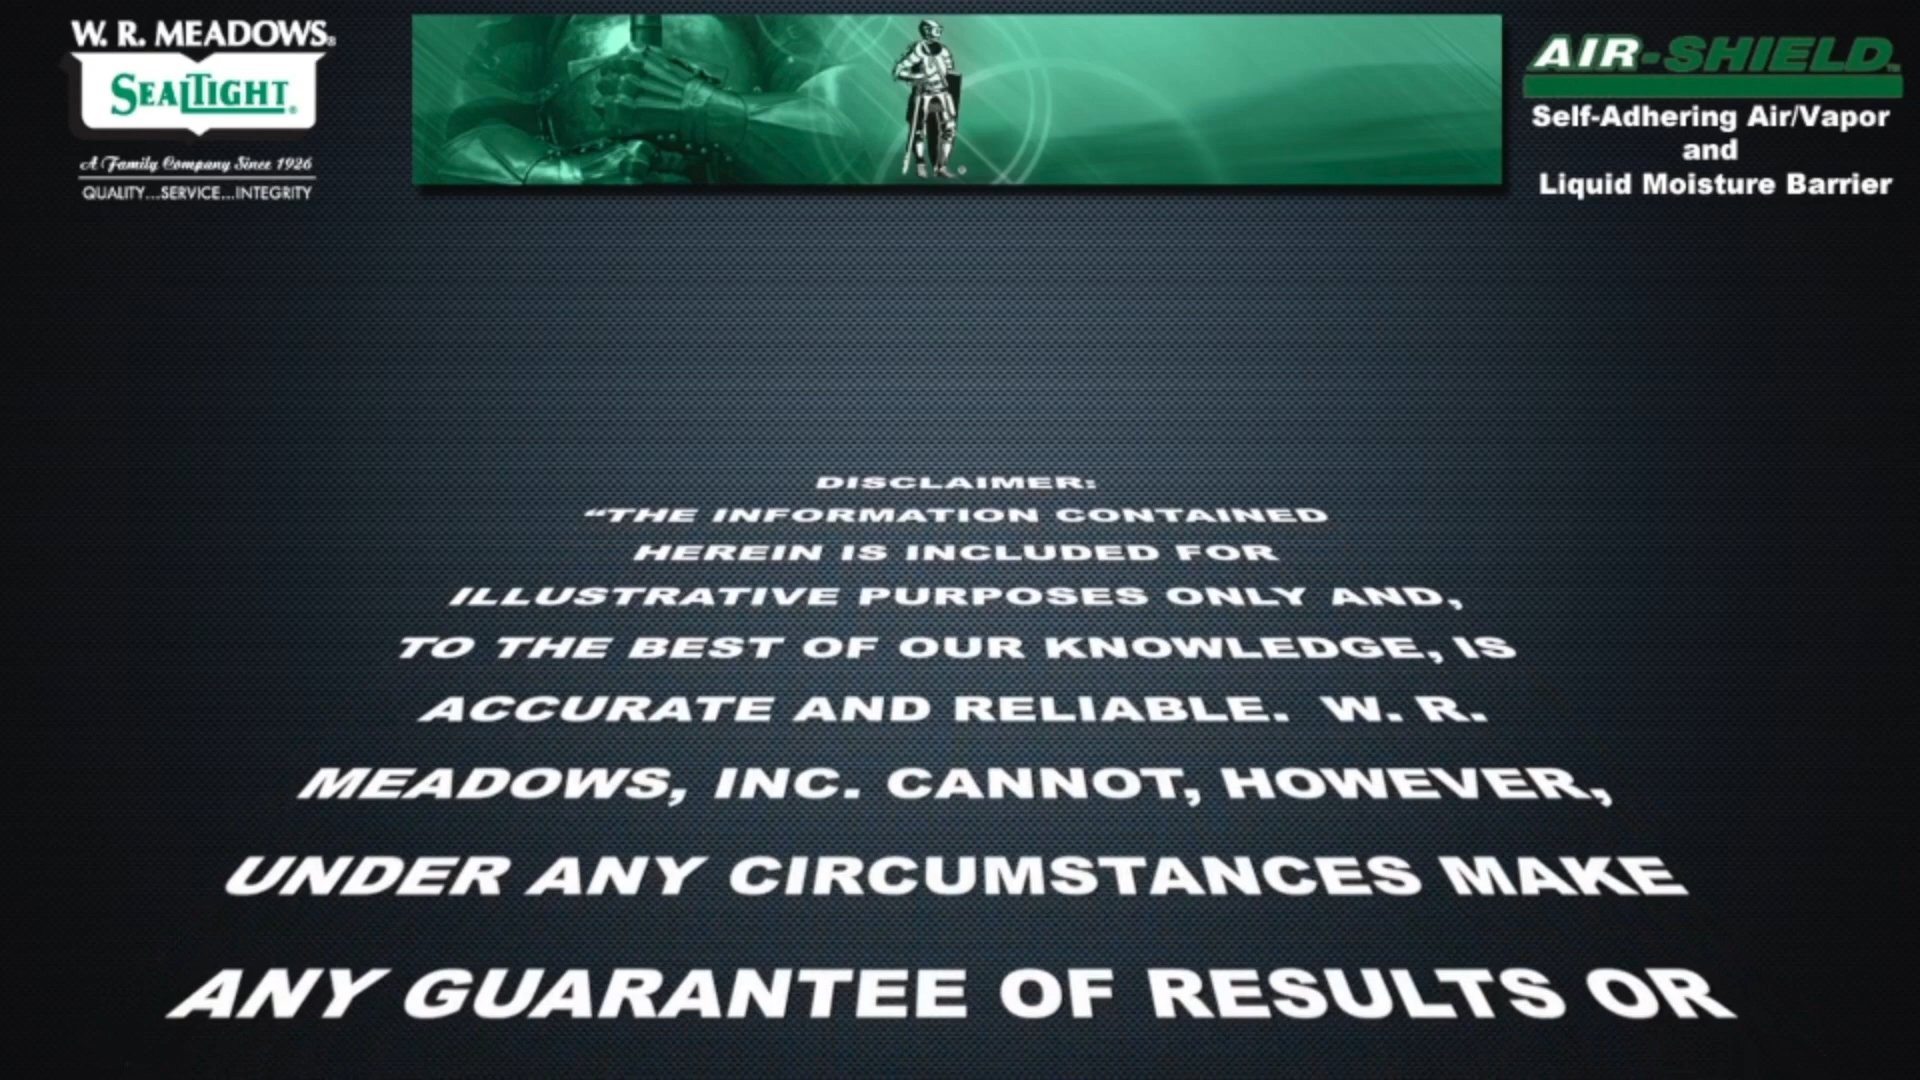 W. R. MEADOWS®
SEALTIGHT®
A Family Company Since 1926
QUALITY...SERVICE...INTEGRITY
AIR-SHIELD™
Self-Adhering Air/Vapor
and
Liquid Moisture Barrier
DISCLAIMER:
“THE INFORMATION CONTAINED
HEREIN IS INCLUDED FOR
ILLUSTRATIVE PURPOSES ONLY AND,
TO THE BEST OF OUR KNOWLEDGE, IS
ACCURATE AND RELIABLE. W. R.
MEADOWS, INC. CANNOT, HOWEVER,
UNDER ANY CIRCUMSTANCES MAKE
ANY GUARANTEE OF RESULTS OR